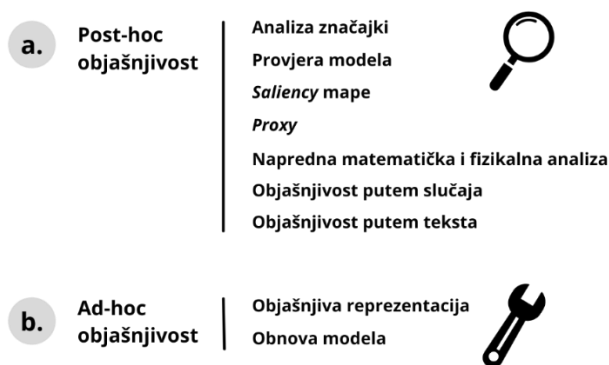 a.
Post-hoc
objašnjivost
Analiza značajki
Provjera modela
Saliency mape
Proxy
Napredna matematička i fizikalna analiza
Objašnjivost putem slučaja
Objašnjivost putem teksta
b.
Ad-hoc
objašnjivost
Objašnjiva reprezentacija
Obnova modela